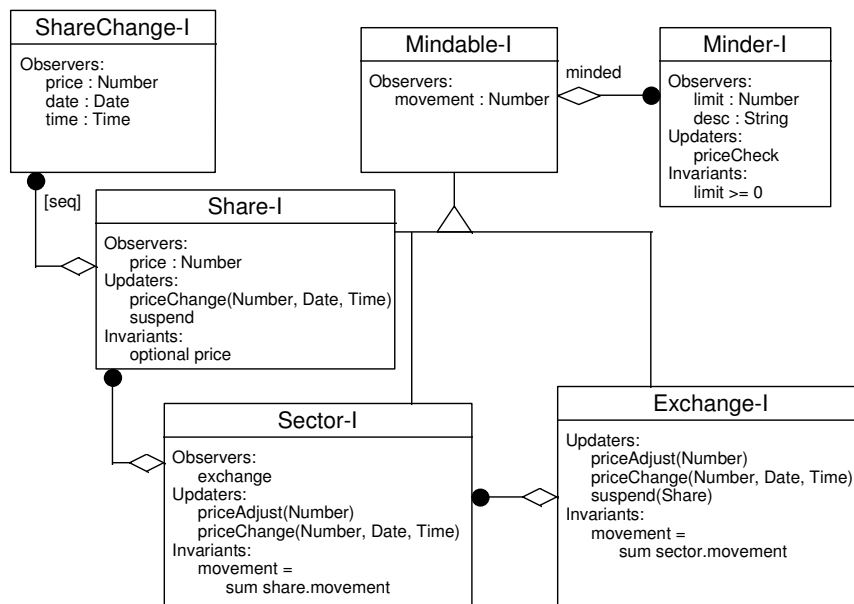 ShareChange-I
Observers:
price : Number
date : Date
time : Time
Mindable-I
Observers:
movement : Number
minded
Minder-I
Observers:
limit : Number
desc : String
Updaters:
priceCheck
Invariants:
limit >= 0
[seq]
Share-I
Observers:
price : Number
Updaters:
priceChange(Number, Date, Time)
suspend
Invariants:
optional price
Sector-I
Observers:
exchange
Updaters:
priceAdjust(Number)
priceChange(Number, Date, Time)
Invariants:
movement =
sum share.movement
Exchange-I
Updaters:
priceAdjust(Number)
priceChange(Number, Date, Time)
suspend(Share)
Invariants:
movement =
sum sector.movement